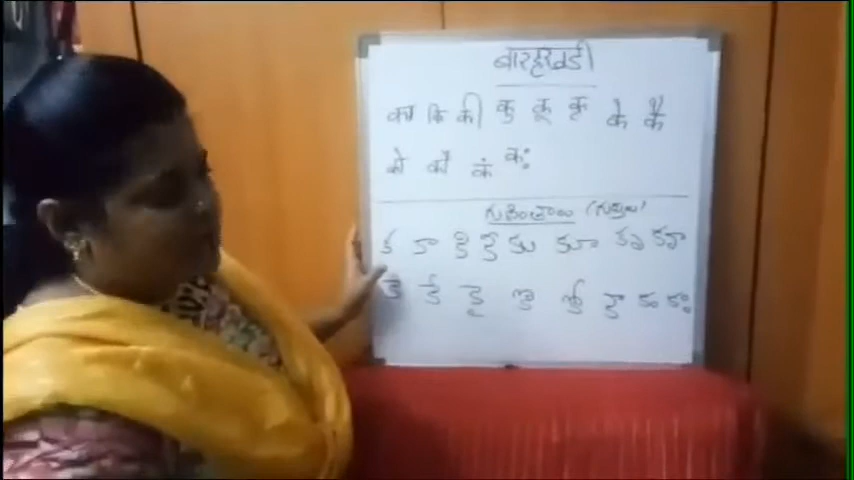 बारहखडी
का कि की कु कू कृ के कै
को कौ कं कः
గుణింతాలు (గుర్తులు)
క కా కి కీ కు కూ కృ కౄ
కె కే కై కొ కో కౌ కం కః